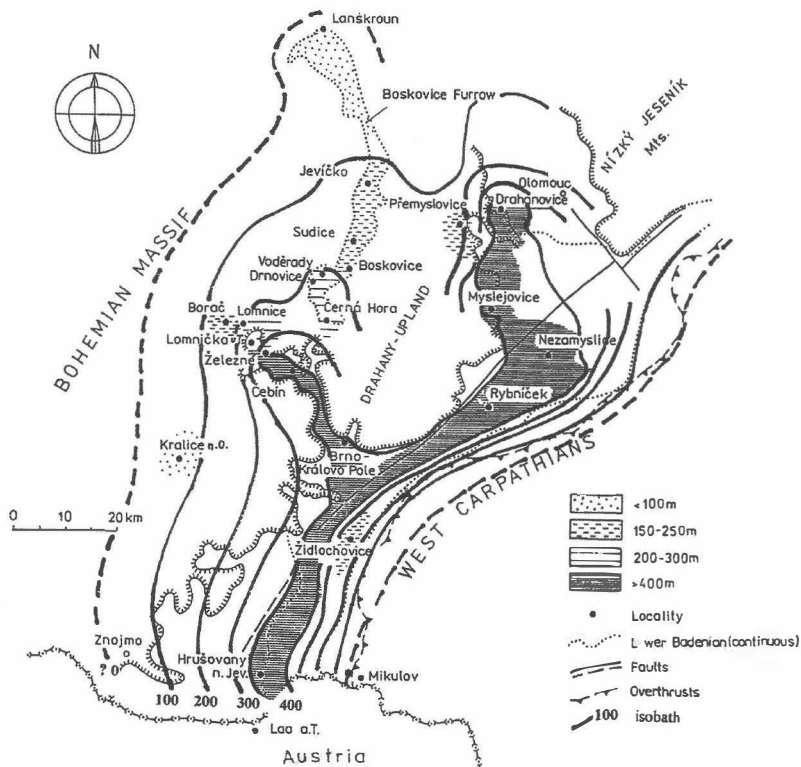 Lanškroun
N
Boskovice Furrow
NÍZKÝ JESENÍK
Mts.
Jevíčko
Olomouc
Přemyslovice
Drahanovice
Sudice
Voděrady
Drnovice
Boskovice
BOHEMIAN MASSIF
Myslejovice
Borač
Lomnice
Černá Hora
Lomnička
Železné
Nezamyslice
DRAHANY-UPLAND
Čebín
Rybníček
Kralice n.O.
Brno-
Královo Pole
WEST CARPATHIANS
0 10 20 km
Židlochovice
<100m
150-250m
200-300m
>400m
Locality
L wer Badenian (continuous)
Faults
Overthrusts
100 isobath
Znojmo
? 0
Hrušovany
n. Jev.
Mikulov
100 200 300 400
Laa a.T.
Austria